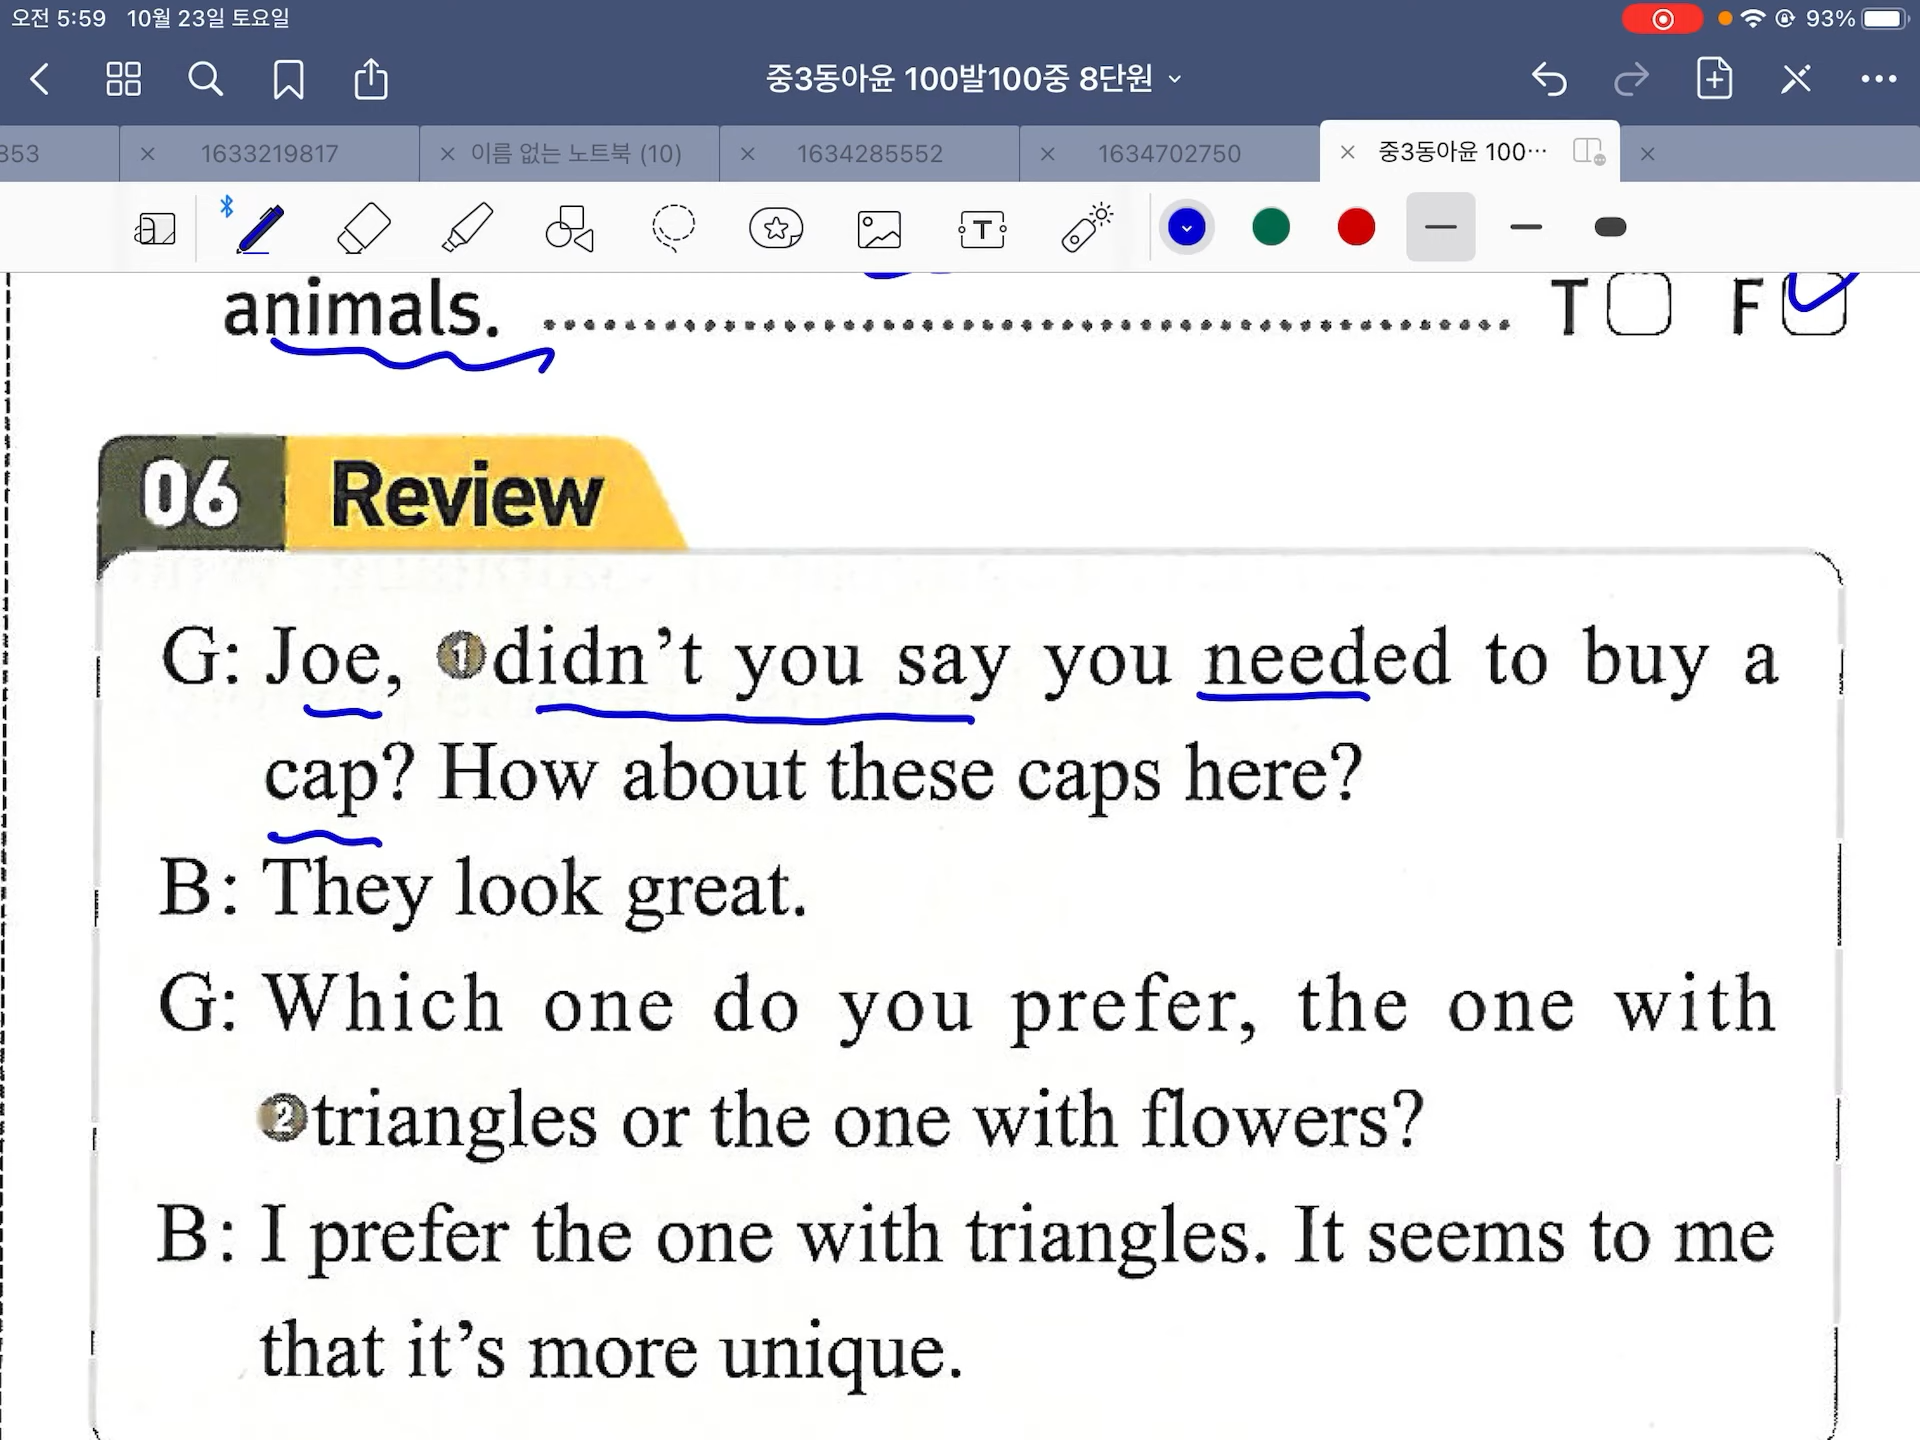 오전 5:59 10월 23일 토요일 93%
중3동아윤 100발100중 8단원
853 1633219817 이름 없는 노트북 (10) 1634285552 1634702750 중3동아윤 100…
animals. T F
06 Review
G: Joe, ❶didn’t you say you needed to buy a
cap? How about these caps here?
B: They look great.
G: Which one do you prefer, the one with
❷triangles or the one with flowers?
B: I prefer the one with triangles. It seems to me
that it’s more unique.